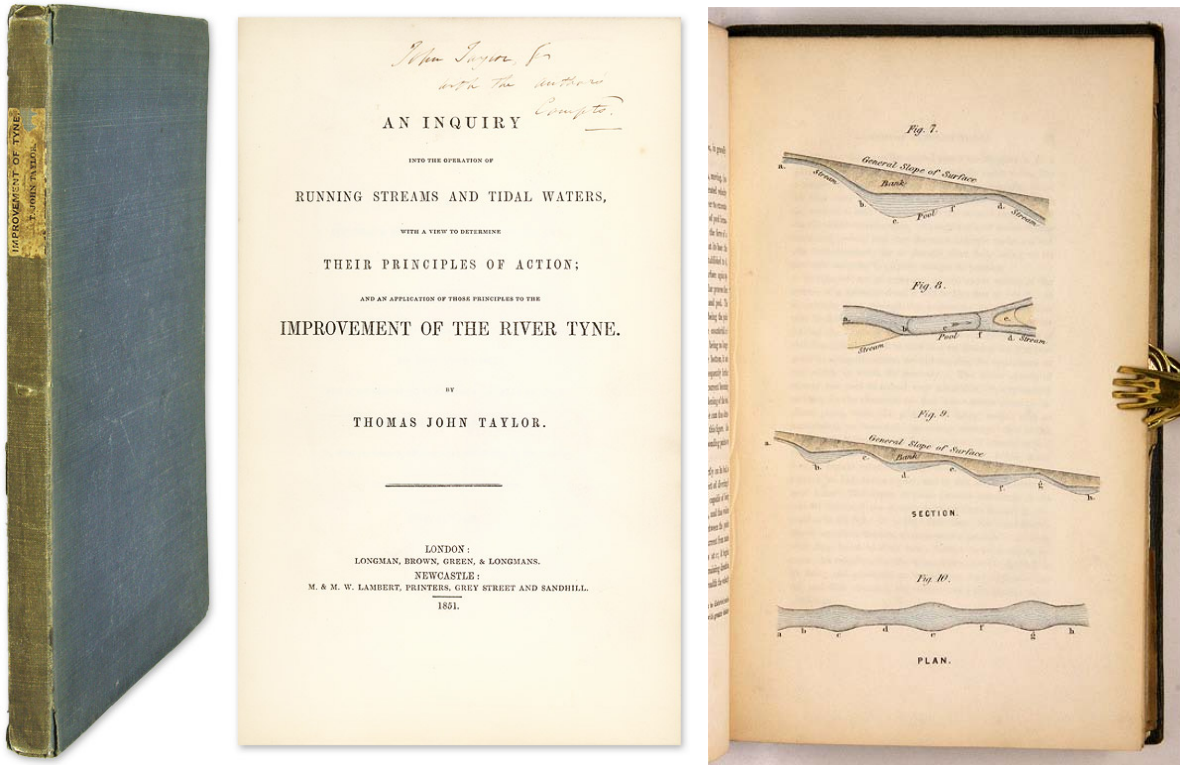 IMPROVEMENT OF TYNE.
T. JOHN TAYLOR.
John Taylor, Jr
with the author's
Compts.
AN INQUIRY
INTO THE OPERATION OF
RUNNING STREAMS AND TIDAL WATERS,
WITH A VIEW TO DETERMINE
THEIR PRINCIPLES OF ACTION;
AND AN APPLICATION OF THOSE PRINCIPLES TO THE
IMPROVEMENT OF THE RIVER TYNE.
BY
THOMAS JOHN TAYLOR.
LONDON:
LONGMAN, BROWN, GREEN, & LONGMANS.
NEWCASTLE:
M. & M. W. LAMBERT, PRINTERS, GREY STREET AND SANDHILL.
1851.
Fig. 7.
General Slope of Surface
a. Stream Bank
b. Pool f d. Stream
e.
Fig. 8.
a. b e f e.
Stream Pool d. Stream
Fig. 9.
General Slope of Surface
a. Bank
b. c. d. e. f. g h.
SECTION.
Fig. 10.
a b c d e f g h
PLAN.